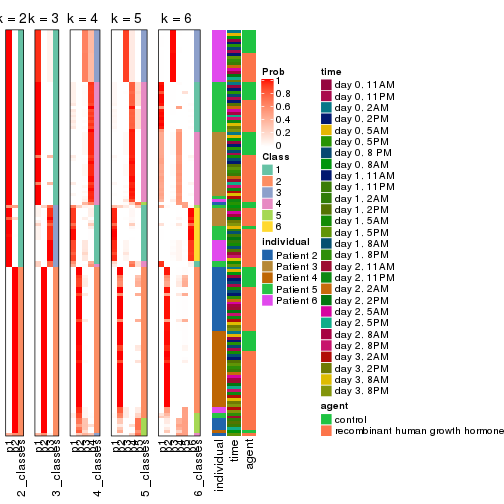 k = 2
k = 3
k = 4
k = 5
k = 6
Prob
1
0.8
0.6
0.4
0.2
0
Class
1
2
3
4
5
6
individual
Patient 2
Patient 3
Patient 4
Patient 5
Patient 6
time
day 0. 11AM
day 0. 11PM
day 0. 2AM
day 0. 2PM
day 0. 5AM
day 0. 5PM
day 0. 8 PM
day 0. 8AM
day 1. 11AM
day 1. 11PM
day 1. 2AM
day 1. 2PM
day 1. 5AM
day 1. 5PM
day 1. 8AM
day 1. 8PM
day 2. 11AM
day 2. 11PM
day 2. 2AM
day 2. 2PM
day 2. 5AM
day 2. 5PM
day 2. 8AM
day 2. 8PM
day 3. 2AM
day 3. 2PM
day 3. 8AM
day 3. 8PM
agent
control
recombinant human growth hormone
2_classes
3_classes
4_classes
5_classes
6_classes
individual
time
agent